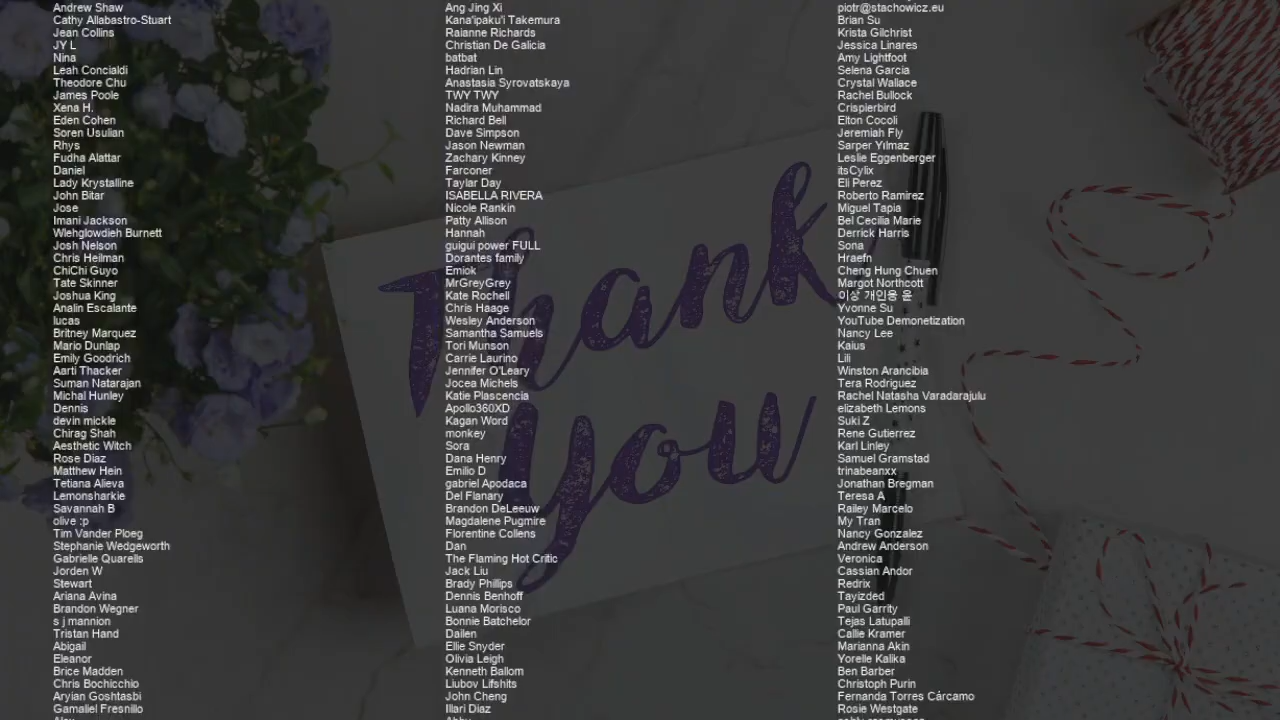 Andrew Shaw
Cathy Allabastro-Stuart
Jean Collins
JY L
Nina
Leah Concialdi
Theodore Chu
James Poole
Xena H.
Eden Cohen
Soren Usulian
Rhys
Fudha Alattar
Daniel
Lady Krystalline
John Bitar
Jose
Imani Jackson
Wlehglowdieh Burnett
Josh Nelson
Chris Heilman
ChiChi Guyo
Tate Skinner
Joshua King
Analin Escalante
lucas
Britney Marquez
Mario Dunlap
Emily Goodrich
Aarti Thacker
Suman Natarajan
Michal Hunley
Dennis
devin mickle
Chirag Shah
Aesthetic Witch
Rose Diaz
Matthew Hein
Tetiana Alieva
Lemonsharkie
Savannah B
olive :p
Tim Vander Ploeg
Stephanie Wedgeworth
Gabrielle Quarells
Jorden W
Stewart
Ariana Avina
Brandon Wegner
s j mannion
Tristan Hand
Abigail
Eleanor
Brice Madden
Chris Bochicchio
Aryian Goshtasbi
Gamaliel Fresnillo
Ang Jing Xi
Kana'ipaku'i Takemura
Raianne Richards
Christian De Galicia
batbat
Hadrian Lin
Anastasia Syrovatskaya
TWY TWY
Nadira Muhammad
Richard Bell
Dave Simpson
Jason Newman
Zachary Kinney
Farconer
Taylar Day
ISABELLA RIVERA
Nicole Rankin
Patty Allison
Hannah
guigui power FULL
Dorantes family
Emiok
MrGreyGrey
Kate Rochell
Chris Haage
Wesley Anderson
Samantha Samuels
Tori Munson
Carrie Laurino
Jennifer O'Leary
Jocea Michels
Katie Plascencia
Apollo360XD
Kagan Word
monkey
Sora
Dana Henry
Emilio D
gabriel Apodaca
Del Flanary
Brandon DeLeeuw
Magdalene Pugmire
Florentine Collens
Dan
The Flaming Hot Critic
Jack Liu
Brady Phillips
Dennis Benhoff
Luana Morisco
Bonnie Batchelor
Dailen
Ellie Snyder
Olivia Leigh
Kenneth Ballom
Liubov Lifshits
John Cheng
Illari Diaz
piotr@stachowicz.eu
Brian Su
Krista Gilchrist
Jessica Linares
Amy Lightfoot
Selena Garcia
Crystal Wallace
Rachel Bullock
Crispierbird
Elton Cocoli
Jeremiah Fly
Sarper Yılmaz
Leslie Eggenberger
itsCylix
Eli Perez
Roberto Ramirez
Miguel Tapia
Bel Cecilia Marie
Derrick Harris
Sona
Hraefn
Cheng Hung Chuen
Margot Northcott
이상 개인용 윤
Yvonne Su
YouTube Demonetization
Nancy Lee
Kaius
Lili
Winston Arancibia
Tera Rodriguez
Rachel Natasha Varadarajulu
elizabeth Lemons
Suki Z
Rene Gutierrez
Karl Linley
Samuel Gramstad
trinabeanxx
Jonathan Bregman
Teresa A
Railey Marcelo
My Tran
Nancy Gonzalez
Andrew Anderson
Veronica
Cassian Andor
Redrix
Tayizded
Paul Garrity
Tejas Latupalli
Callie Kramer
Marianna Akin
Yorelle Kalika
Ben Barber
Christoph Purin
Fernanda Torres Cárcamo
Rosie Westgate
Thank
you